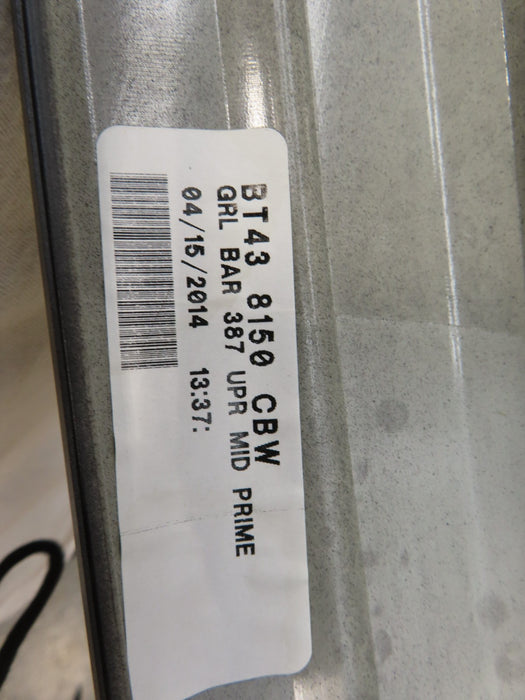 BT43 8150 CBW
GRL BAR 387 UPR MID PRIME
04/15/2014 13:37: